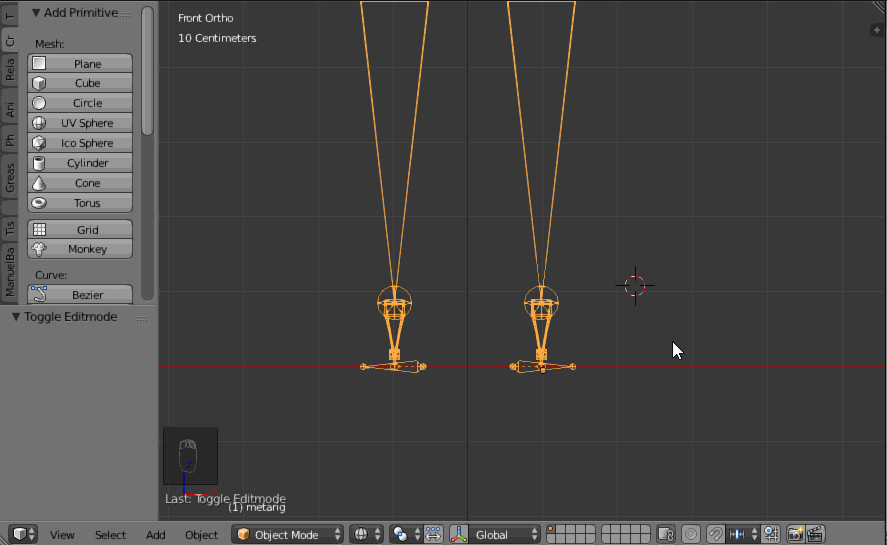 T
Cr
Rela
Ani
Ph
Greas
Tis
ManuelBa
Add Primitive
Mesh:
Plane
Cube
Circle
UV Sphere
Ico Sphere
Cylinder
Cone
Torus
Grid
Monkey
Curve:
Bezier
Toggle Editmode
Front Ortho
10 Centimeters
Last: Toggle Editmode
(1) metarig
View
Select
Add
Object
Object Mode
Global